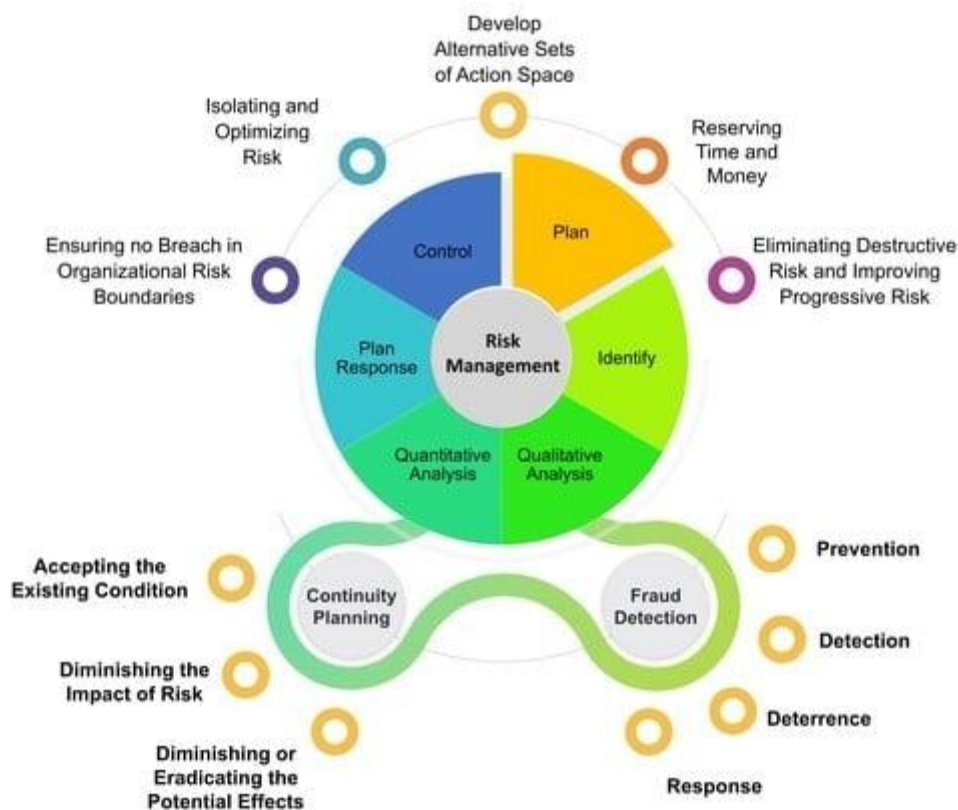 Develop
Alternative Sets
of Action Space
Isolating and
Optimizing
Risk
Reserving
Time and
Money
Ensuring no Breach in
Organizational Risk
Boundaries
Eliminating Destructive
Risk and Improving
Progressive Risk
Control
Plan
Plan
Response
Risk
Management
Identify
Quantitative
Analysis
Qualitative
Analysis
Accepting the
Existing Condition
Continuity
Planning
Fraud
Detection
Prevention
Detection
Diminishing the
Impact of Risk
Deterrence
Diminishing or
Eradicating the
Potential Effects
Response